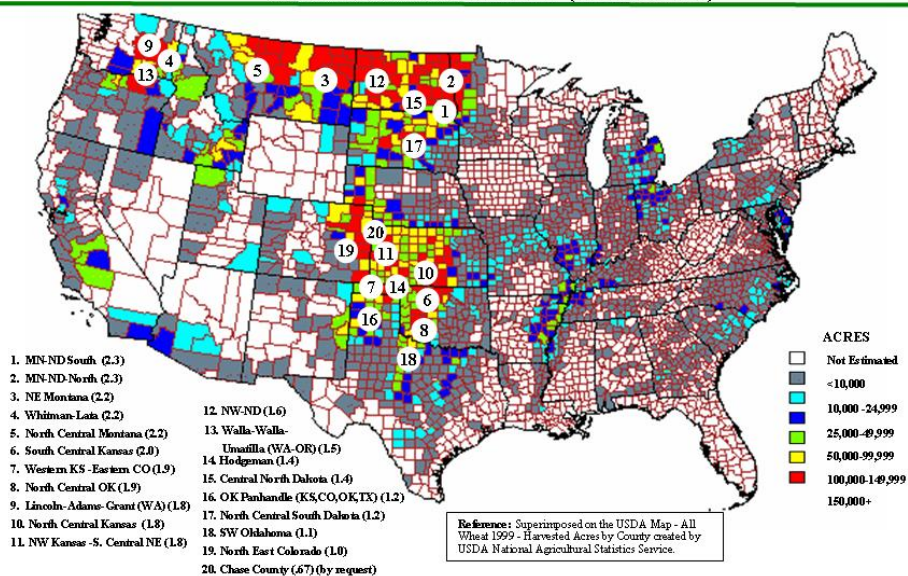 9
4
13
5
3
12
2
15
1
17
20
11
19
10
7
14
6
16
8
18
1. MN-ND South (2.3)
2. MN-ND-North (2.3)
3. NE Montana (2.2)
4. Whitman-Lata (2.2)
5. North Central Montana (2.2)
6. South Central Kansas (2.0)
7. Western KS -Eastern CO (1.9)
8. North Central OK (1.9)
9. Lincoln-Adams-Grant (WA) (1.8)
10. North Central Kansas (1.8)
11. NW Kansas -S. Central NE (1.8)
12. NW-ND (1.6)
13. Walla-Walla-
Umatilla (WA-OR) (1.5)
14. Hodgeman (1.4)
15. Central North Dakota (1.4)
16. OK Panhandle (KS,CO,OK,TX) (1.2)
17. North Central South Dakota (1.2)
18. SW Oklahoma (1.1)
19. North East Colorado (1.0)
20. Chase County (.67) (by request)
Reference: Superimposed on the USDA Map - All
Wheat 1999 - Harvested Acres by County created by
USDA National Agricultural Statistics Service.
ACRES
Not Estimated
<10,000
10,000 -24,999
25,000-49,999
50,000-99,999
100,000-149,999
150,000+